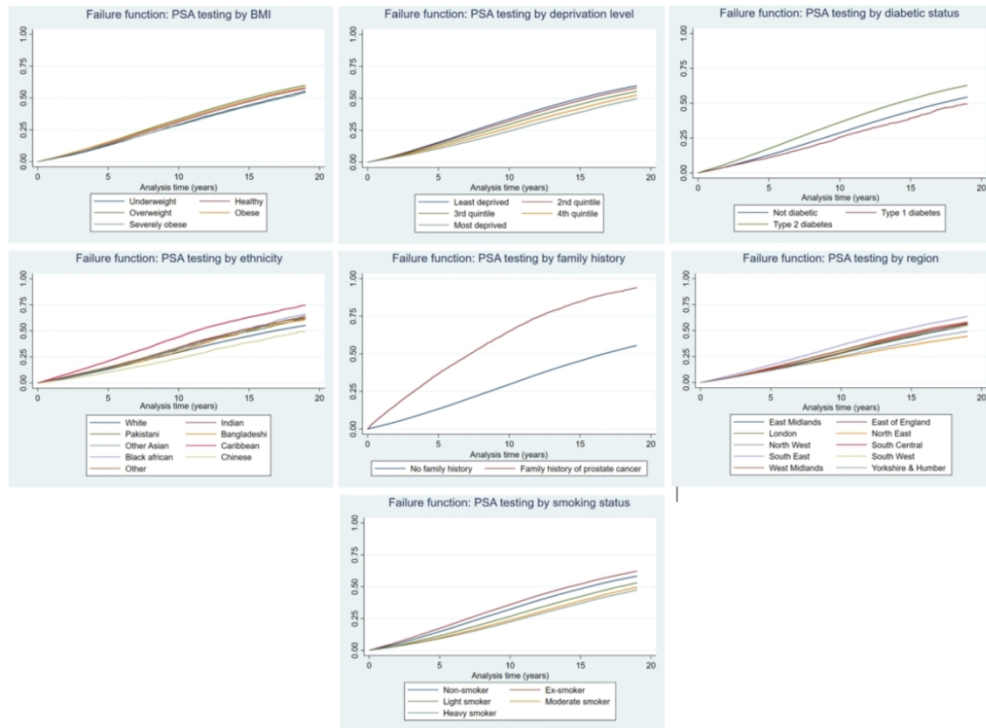 Failure function: PSA testing by BMI
1.00
0.75
0.50
0.25
0.00
0 5 10 15 20
Analysis time (years)
Underweight Healthy
Overweight Obese
Severely obese
Failure function: PSA testing by deprivation level
1.00
0.75
0.50
0.25
0.00
0 5 10 15 20
Analysis time (years)
Least deprived 2nd quintile
3rd quintile 4th quintile
Most deprived
Failure function: PSA testing by diabetic status
1.00
0.75
0.50
0.25
0.00
0 5 10 15 20
Analysis time (years)
Not diabetic Type 1 diabetes
Type 2 diabetes
Failure function: PSA testing by ethnicity
1.00
0.75
0.50
0.25
0.00
0 5 10 15 20
Analysis time (years)
White Indian
Pakistani Bangladeshi
Other Asian Caribbean
Black african Chinese
Other
Failure function: PSA testing by family history
1.00
0.75
0.50
0.25
0.00
0 5 10 15 20
Analysis time (years)
No family history Family history of prostate cancer
Failure function: PSA testing by region
1.00
0.75
0.50
0.25
0.00
0 5 10 15 20
Analysis time (years)
East Midlands East of England
London North East
North West South Central
South East South West
West Midlands Yorkshire & Humber
Failure function: PSA testing by smoking status
1.00
0.75
0.50
0.25
0.00
0 5 10 15 20
Analysis time (years)
Non-smoker Ex-smoker
Light smoker Moderate smoker
Heavy smoker